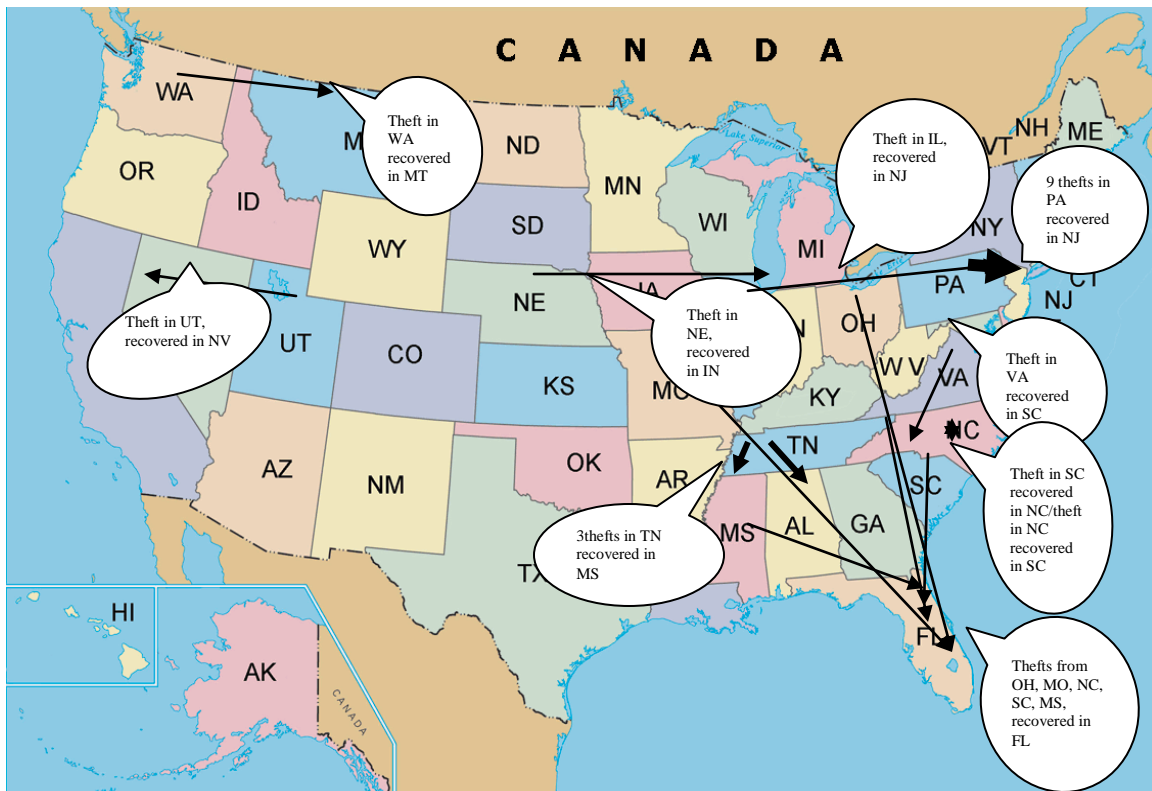 C A N A D A
WA
Theft in
WA
recovered
in MT
M
ND
MN
Lake Superior
Theft in IL,
recovered
in NJ
VT
NH
ME
OR
ID
SD
WI
MI
NY
9 thefts in
PA
recovered
in NJ
WY
NE
IA
PA
CT
NJ
Theft in UT,
recovered in NV
UT
CO
Theft in
NE,
recovered
in IN
N
OH
W V
VA
Theft in
VA
recovered
in SC
KS
MO
KY
NC
AZ
NM
OK
AR
TN
SC
Theft in SC
recovered
in NC/theft
in NC
recovered
in SC
3thefts in TN
recovered in
MS
MS
AL
GA
TX
HI
FL
AK
CANADA
Thefts from
OH, MO, NC,
SC, MS,
recovered in
FL